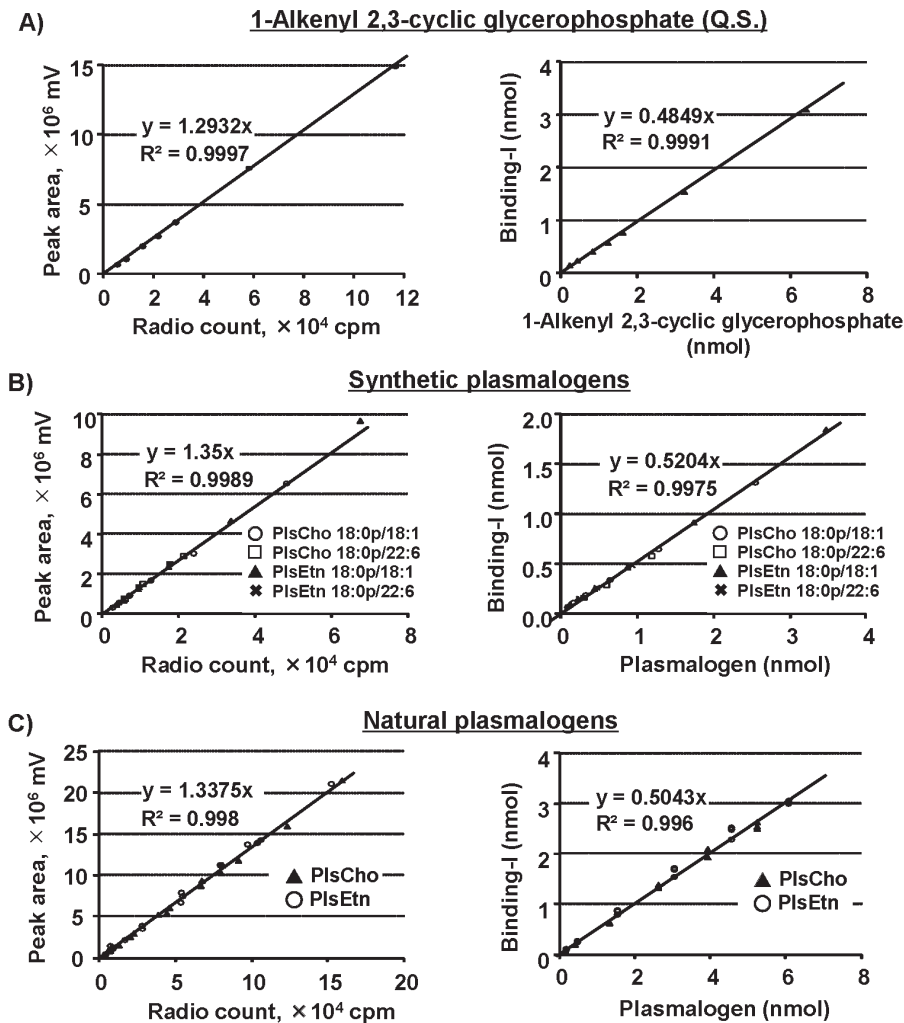 A)
1-Alkenyl 2,3-cyclic glycerophosphate (Q.S.)
Peak area, ×10⁶ mV
15
10
5
0
y = 1.2932x
R² = 0.9997
0 2 4 6 8 10 12
Radio count, ×10⁴ cpm
Binding-I (nmol)
4
3
2
1
0
y = 0.4849x
R² = 0.9991
0 2 4 6 8
1-Alkenyl 2,3-cyclic glycerophosphate
(nmol)
B)
Synthetic plasmalogens
Peak area, ×10⁶ mV
10
8
6
4
2
0
y = 1.35x
R² = 0.9989
PlsCho 18:0p/18:1
PlsCho 18:0p/22:6
PlsEtn 18:0p/18:1
PlsEtn 18:0p/22:6
0 2 4 6 8
Radio count, ×10⁴ cpm
Binding-I (nmol)
2.0
1.5
1.0
0.5
0.0
y = 0.5204x
R² = 0.9975
PlsCho 18:0p/18:1
PlsCho 18:0p/22:6
PlsEtn 18:0p/18:1
PlsEtn 18:0p/22:6
0 1 2 3 4
Plasmalogen (nmol)
C)
Natural plasmalogens
Peak area, ×10⁶ mV
25
20
15
10
5
0
y = 1.3375x
R² = 0.998
PlsCho
PlsEtn
0 5 10 15 20
Radio count, ×10⁴ cpm
Binding-I (nmol)
4
3
2
1
0
y = 0.5043x
R² = 0.996
PlsCho
PlsEtn
0 2 4 6 8
Plasmalogen (nmol)